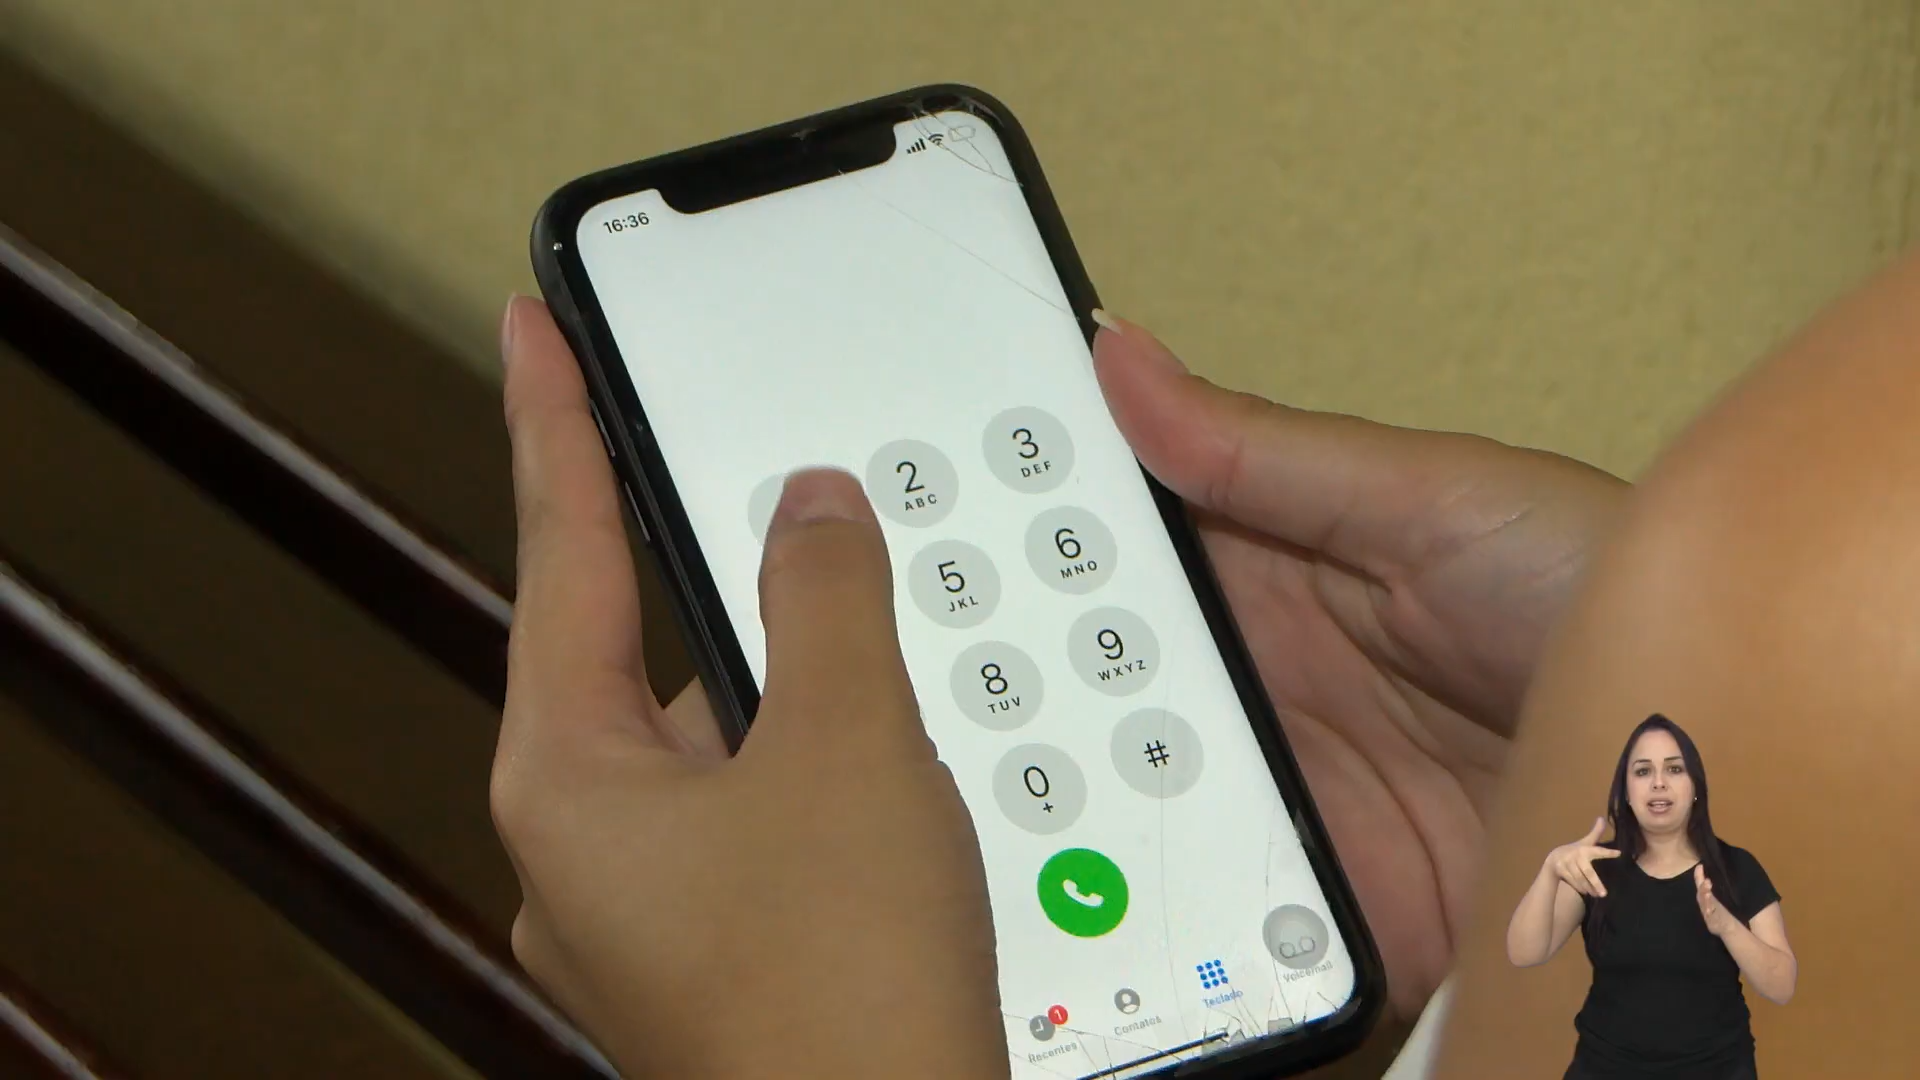 16:36
2
ABC
3
DEF
5
JKL
6
MNO
8
TUV
9
WXYZ
0
+
#
1
Recentes
Contatos
Teclado
Voicemail